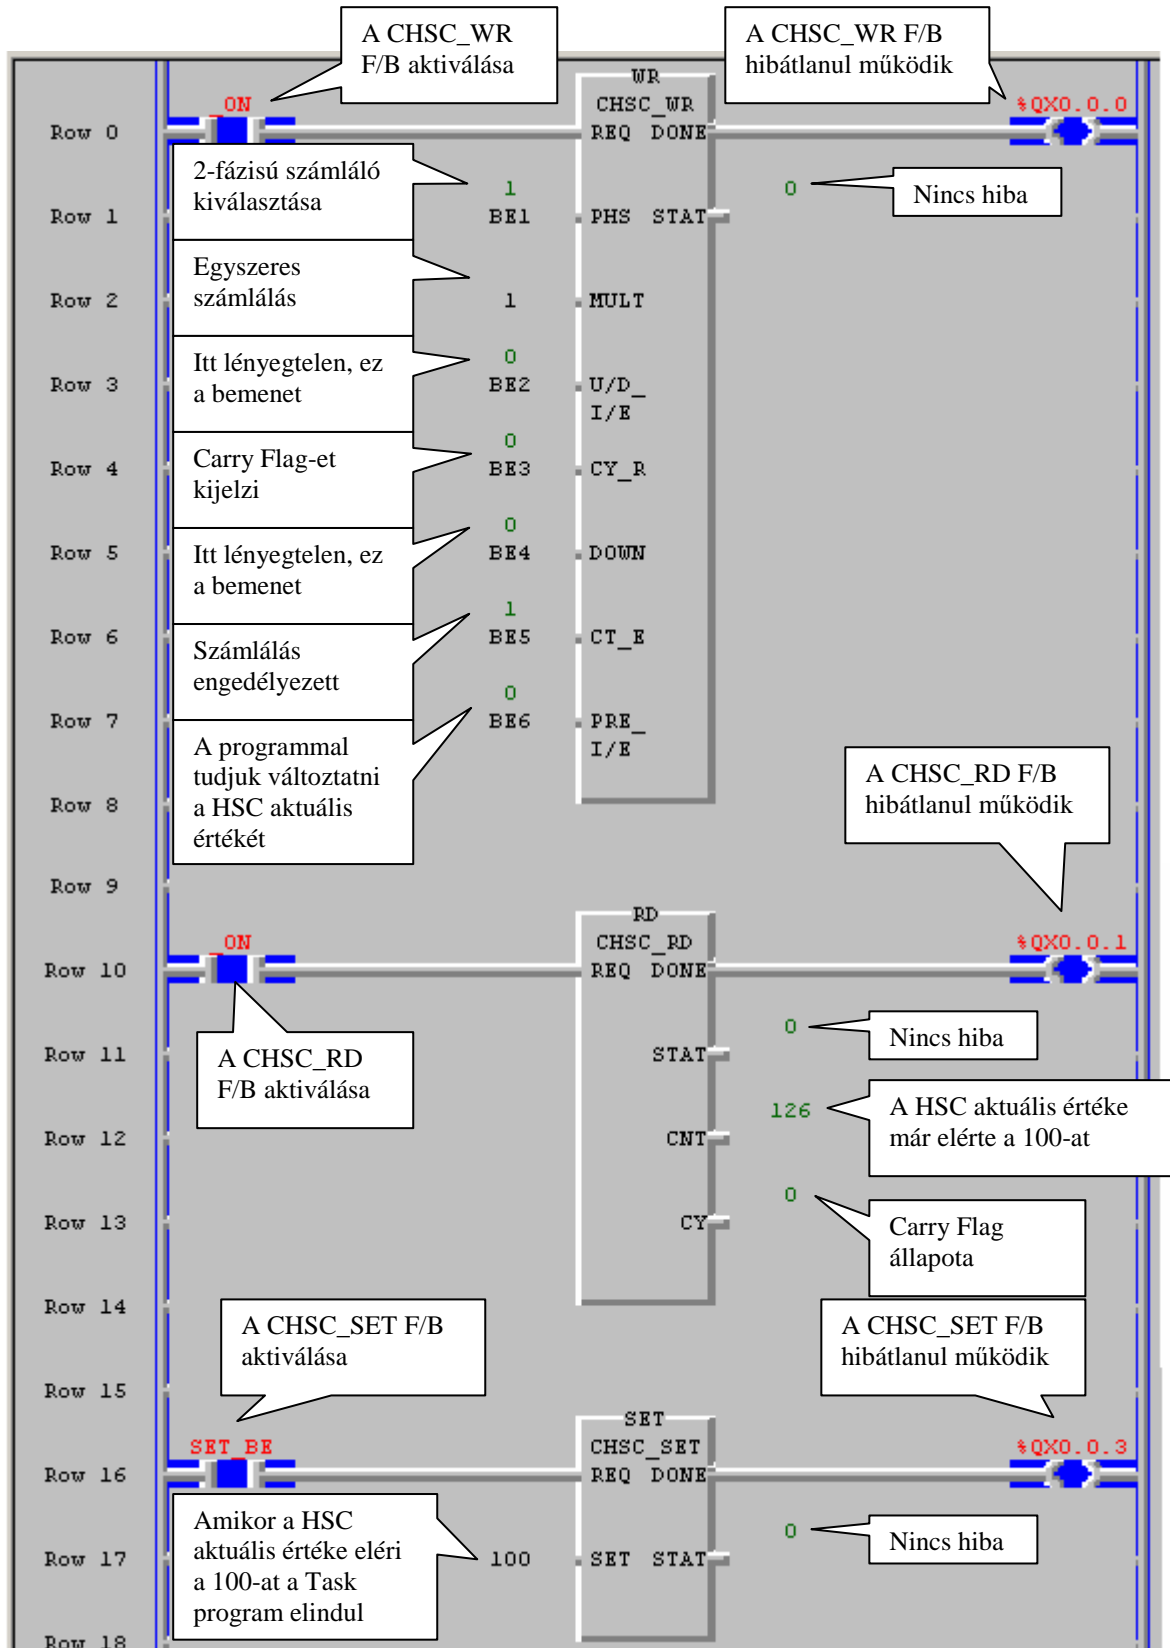 A CHSC_WR
F/B aktiválása
A CHSC_WR F/B
hibátlanul működik
WR
_ON
CHSC_WR
%QX0.0.0
Row 0
REQ DONE
2-fázisú számláló
kiválasztása
1
0
Nincs hiba
Row 1
BE1
PHS STAT
Egyszeres
számlálás
Row 2
1
MULT
Itt lényegtelen, ez
a bemenet
0
Row 3
BE2
U/D_
I/E
Carry Flag-et
kijelzi
0
Row 4
BE3
CY_R
Itt lényegtelen, ez
a bemenet
0
Row 5
BE4
DOWN
Számlálás
engedélyezett
1
Row 6
BE5
CT_E
0
Row 7
BE6
PRE_
I/E
A programmal
tudjuk változtatni
a HSC aktuális
értékét
A CHSC_RD F/B
hibátlanul működik
Row 8
Row 9
RD
_ON
CHSC_RD
%QX0.0.1
Row 10
REQ DONE
A CHSC_RD
F/B aktiválása
0
Nincs hiba
Row 11
STAT
126
A HSC aktuális értéke
már elérte a 100-at
Row 12
CNT
0
Carry Flag
állapota
Row 13
CY
Row 14
A CHSC_SET F/B
aktiválása
A CHSC_SET F/B
hibátlanul működik
Row 15
SET
SET_BE
CHSC_SET
%QX0.0.3
Row 16
REQ DONE
Amikor a HSC
aktuális értéke eléri
a 100-at a Task
program elindul
0
Nincs hiba
Row 17
100
SET STAT
Row 18